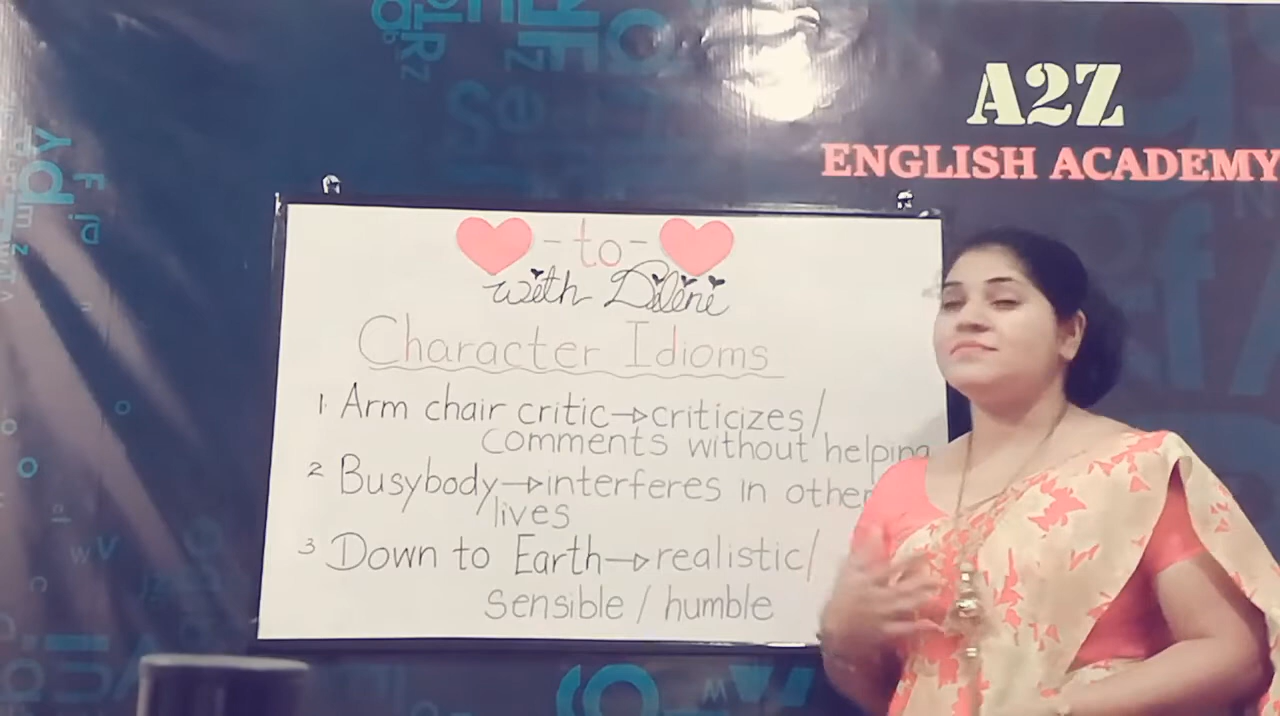 A2Z
ENGLISH ACADEMY
-to-
with Dileni
Character Idioms
1. Arm chair critic→criticizes/
comments without helping
2 Busybody→interferes in other
lives
3 Down to Earth→realistic/
Sensible / humble